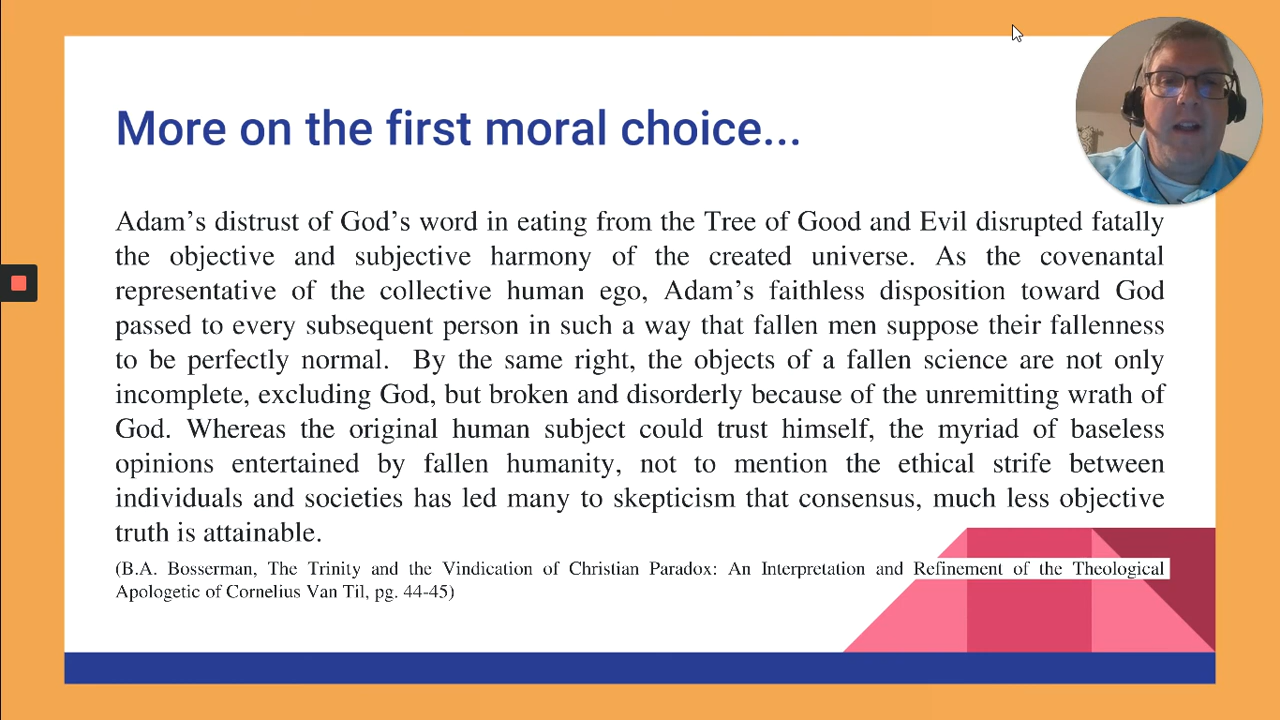 More on the first moral choice...
Adam's distrust of God's word in eating from the Tree of Good and Evil disrupted fatally
the objective and subjective harmony of the created universe. As the covenantal
representative of the collective human ego, Adam's faithless disposition toward God
passed to every subsequent person in such a way that fallen men suppose their fallenness
to be perfectly normal. By the same right, the objects of a fallen science are not only
incomplete, excluding God, but broken and disorderly because of the unremitting wrath of
God. Whereas the original human subject could trust himself, the myriad of baseless
opinions entertained by fallen humanity, not to mention the ethical strife between
individuals and societies has led many to skepticism that consensus, much less objective
truth is attainable.
(B.A. Bosserman, The Trinity and the Vindication of Christian Paradox: An Interpretation and Refinement of the Theological
Apologetic of Cornelius Van Til, pg. 44-45)